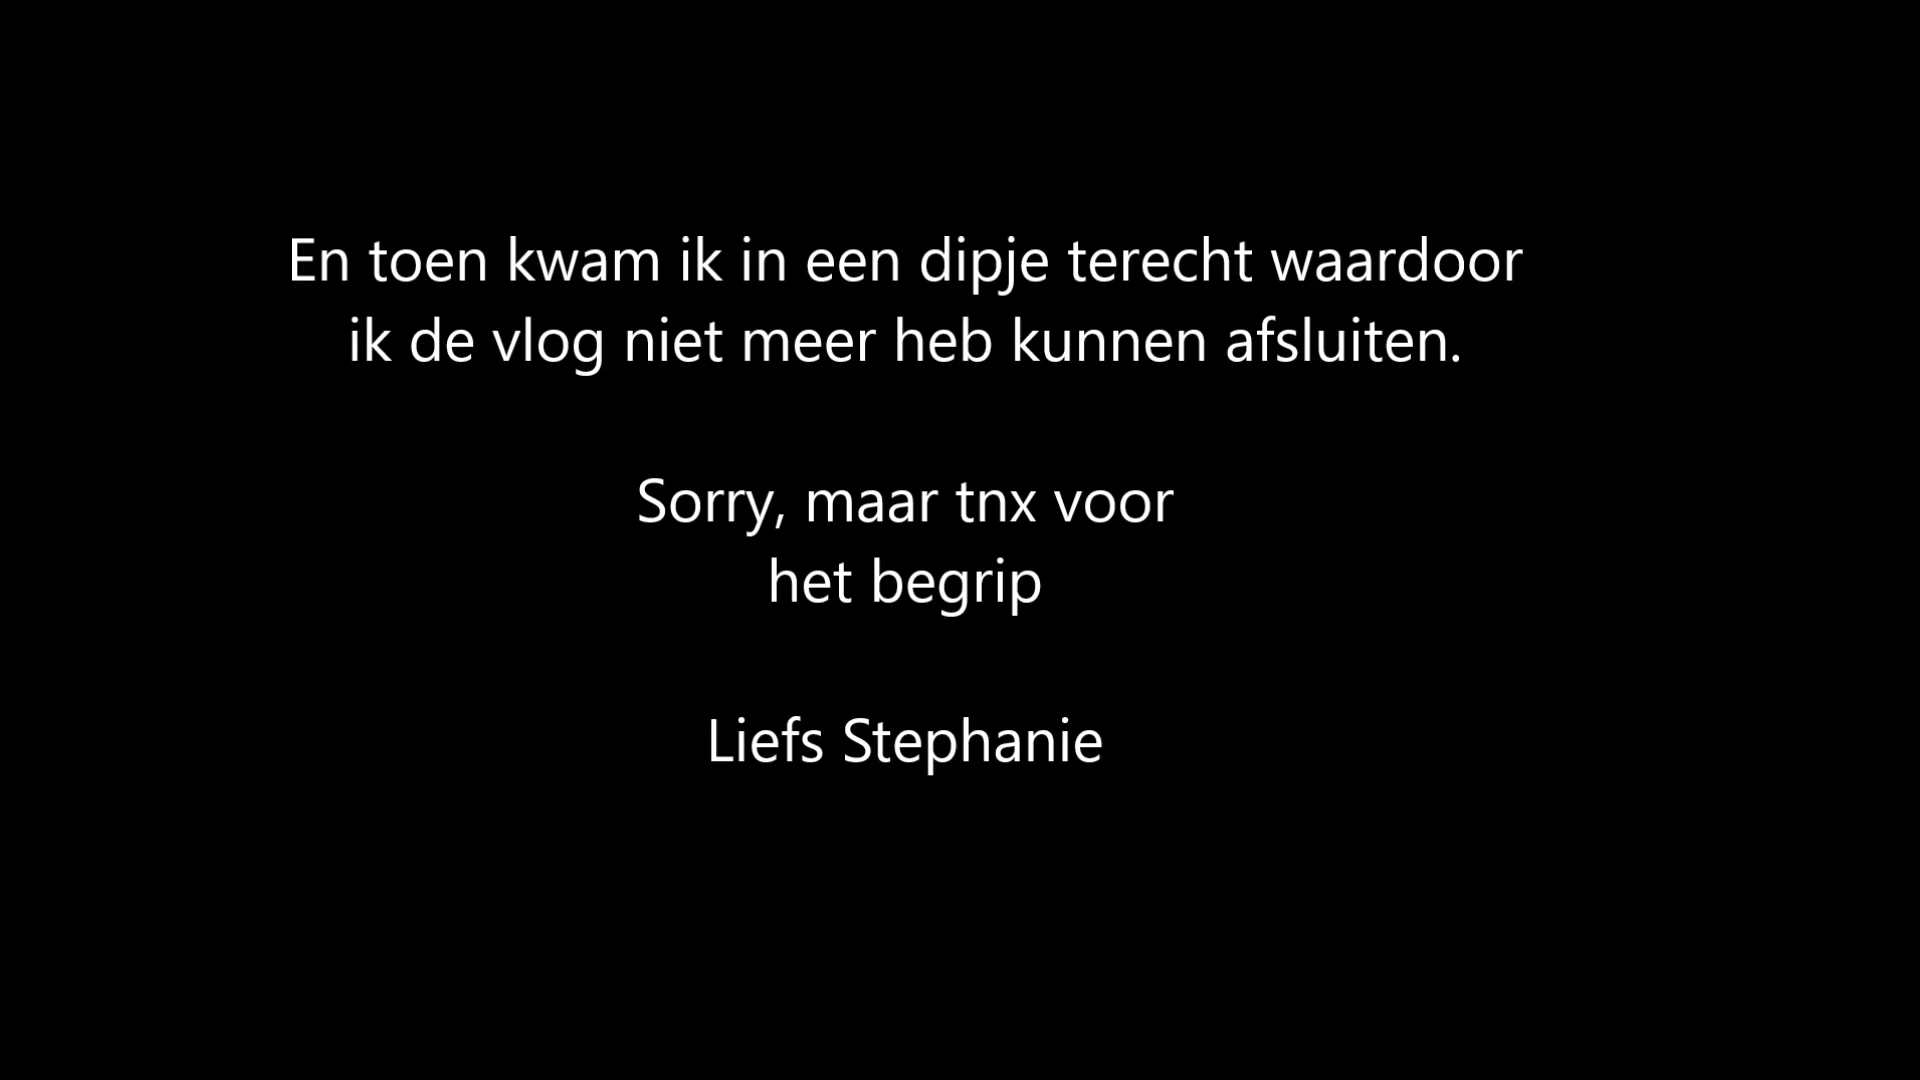 En toen kwam ik in een dipje terecht waardoor
ik de vlog niet meer heb kunnen afsluiten.
Sorry, maar tnx voor
het begrip
Liefs Stephanie